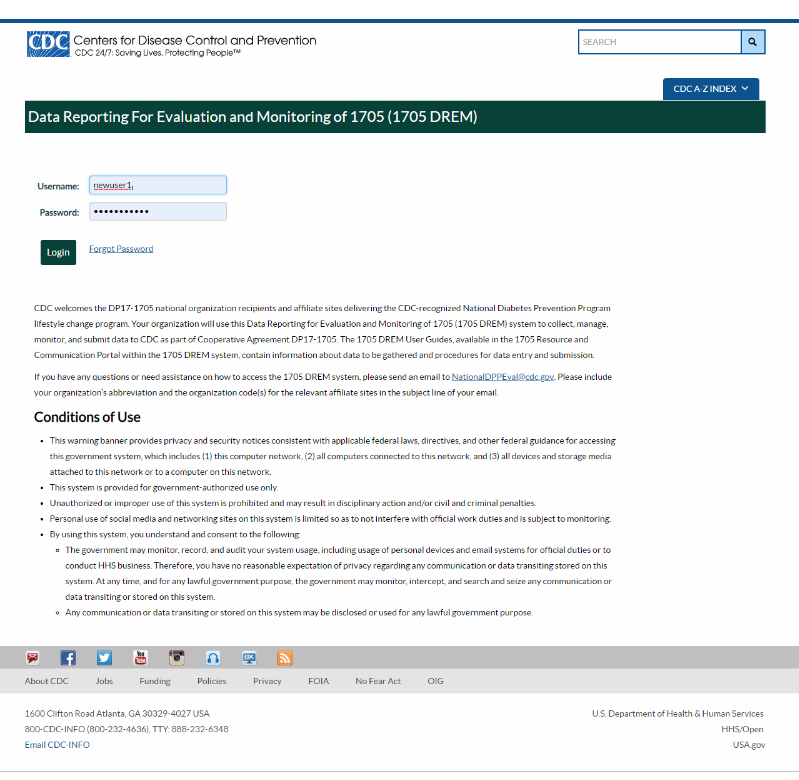 CDC Centers for Disease Control and Prevention
CDC 24/7: Saving Lives, Protecting People™
SEARCH
CDC A-Z INDEX
Data Reporting For Evaluation and Monitoring of 1705 (1705 DREM)
Username: newuser1
Password: •••••••••••
Login Forgot Password
CDC welcomes the DP17-1705 national organization recipients and affiliate sites delivering the CDC-recognized National Diabetes Prevention Program
lifestyle change program. Your organization will use this Data Reporting for Evaluation and Monitoring of 1705 (1705 DREM) system to collect, manage,
monitor, and submit data to CDC as part of Cooperative Agreement DP17-1705. The 1705 DREM User Guides, available in the 1705 Resource and
Communication Portal within the 1705 DREM system, contain information about data to be gathered and procedures for data entry and submission.
If you have any questions or need assistance on how to access the 1705 DREM system, please send an email to NationalDPPEval@cdc.gov. Please include
your organization's abbreviation and the organization code(s) for the relevant affiliate sites in the subject line of your email.
Conditions of Use
• This warning banner provides privacy and security notices consistent with applicable federal laws, directives, and other federal guidance for accessing
this government system, which includes (1) this computer network, (2) all computers connected to this network, and (3) all devices and storage media
attached to this network or to a computer on this network.
• This system is provided for government-authorized use only.
• Unauthorized or improper use of this system is prohibited and may result in disciplinary action and/or civil and criminal penalties.
• Personal use of social media and networking sites on this system is limited so as to not interfere with official work duties and is subject to monitoring.
• By using this system, you understand and consent to the following:
◦ The government may monitor, record, and audit your system usage, including usage of personal devices and email systems for official duties or to
conduct HHS business. Therefore, you have no reasonable expectation of privacy regarding any communication or data transiting stored on this
system. At any time, and for any lawful government purpose, the government may monitor, intercept, and search and seize any communication or
data transiting or stored on this system.
◦ Any communication or data transiting or stored on this system may be disclosed or used for any lawful government purpose.
You Tube
About CDC Jobs Funding Policies Privacy FOIA No Fear Act OIG
1600 Clifton Road Atlanta, GA 30329-4027 USA
800-CDC-INFO (800-232-4636), TTY: 888-232-6348
Email CDC-INFO
U.S. Department of Health & Human Services
HHS/Open
USA.gov